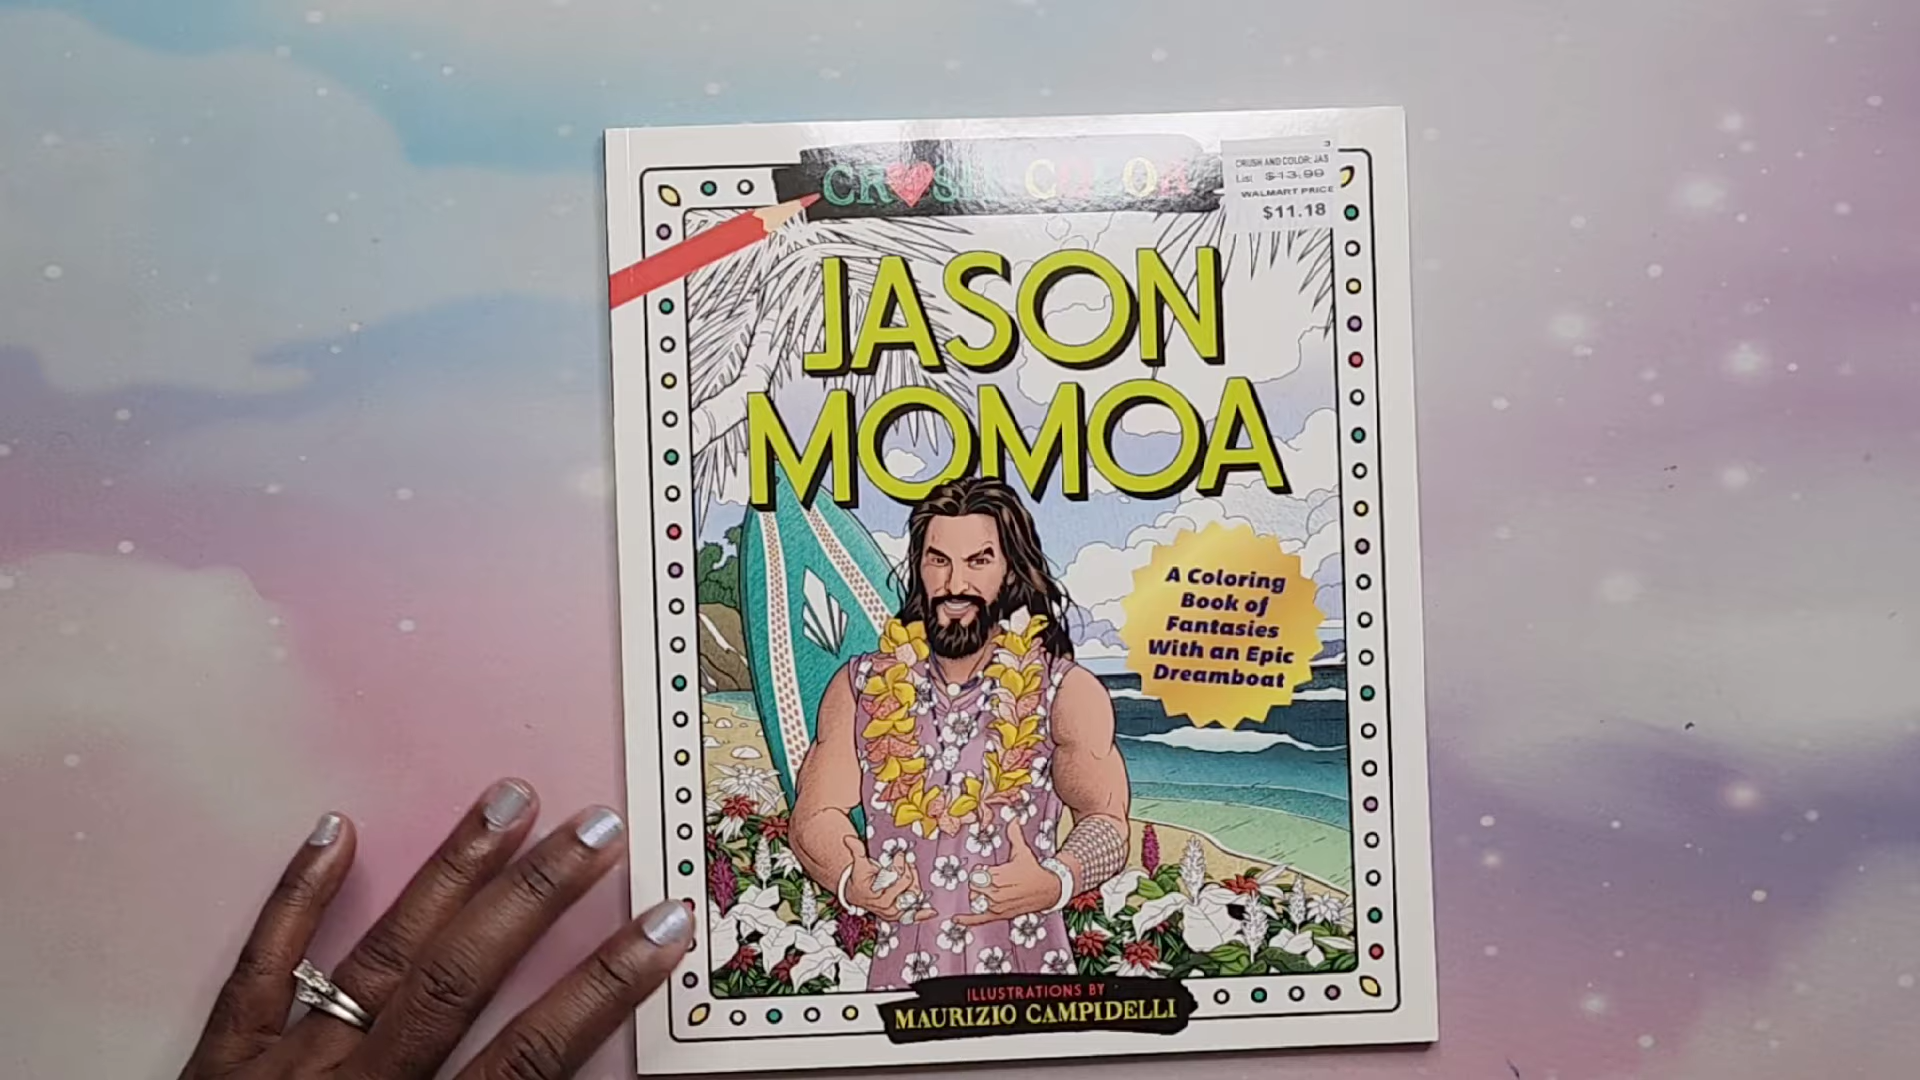 CRUSH COLOR
3
CRUSH AND COLOR: JAS
List $13.99
WALMART PRICE
$11.18
JASON
MOMOA
A Coloring
Book of
Fantasies
With an Epic
Dreamboat
ILLUSTRATIONS BY
MAURIZIO CAMPIDELLI